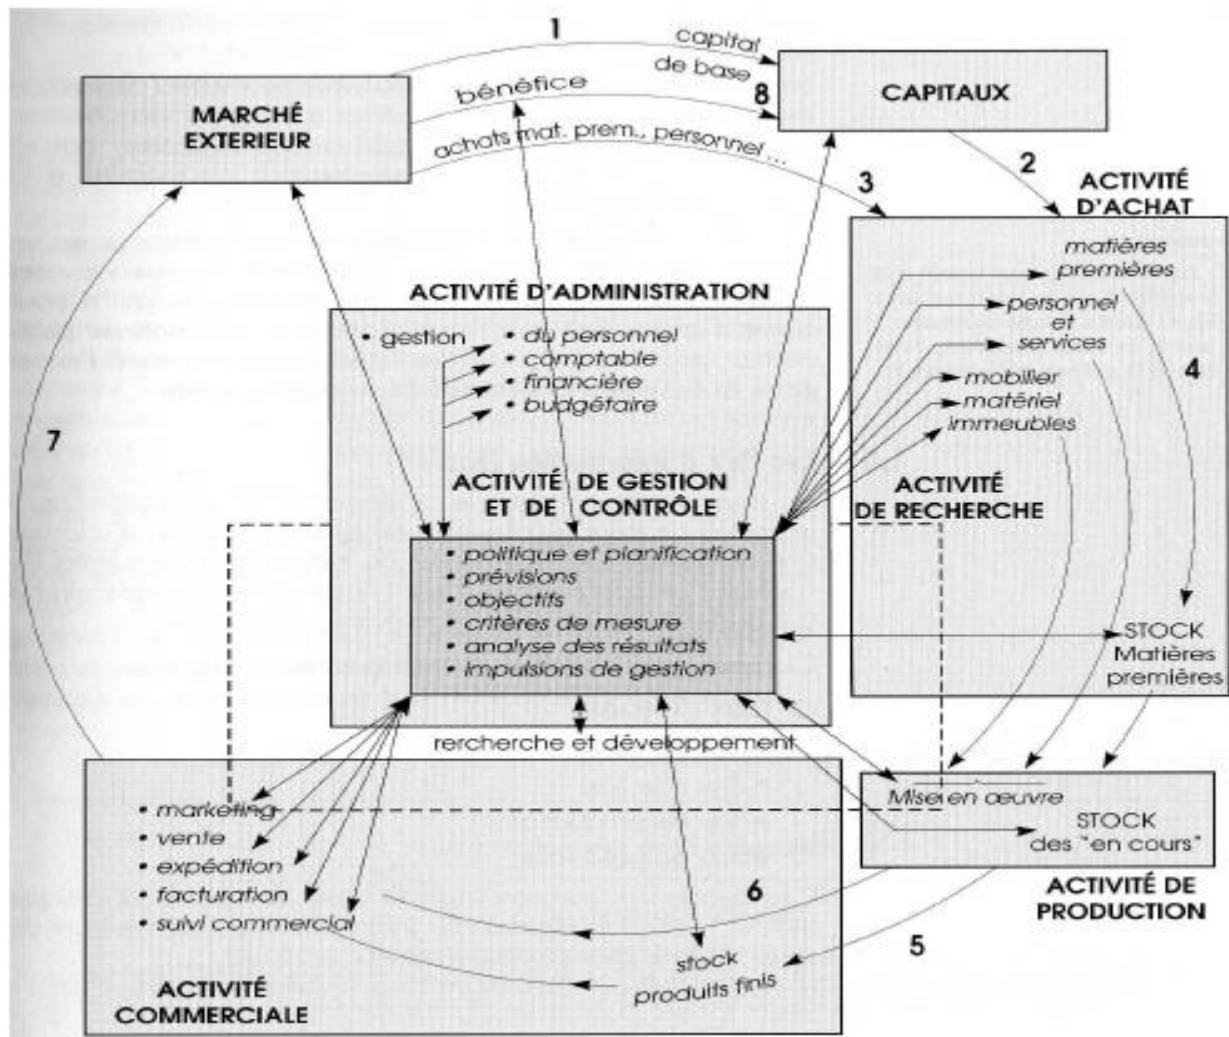 1
capital
de base
MARCHÉ
EXTERIEUR
bénéfice
8
CAPITAUX
achats mat. prem., personnel ...
2
3
ACTIVITÉ
D'ACHAT
matières
premières
personnel
et
services
mobilier
matériel
immeubles
4
ACTIVITÉ D'ADMINISTRATION
• gestion
• du personnel
• comptable
• financière
• budgétaire
7
ACTIVITÉ DE GESTION
ET DE CONTRÔLE
ACTIVITÉ
DE RECHERCHE
• politique et planification
• prévisions
• objectifs
• critères de mesure
• analyse des résultats
• impulsions de gestion
STOCK
Matières
premières
rercherche et développement
Mise en œuvre
STOCK
des "en cours"
ACTIVITÉ DE
PRODUCTION
• marketing
• vente
• expédition
• facturation
• suivi commercial
6
5
stock
produits finis
ACTIVITÉ
COMMERCIALE